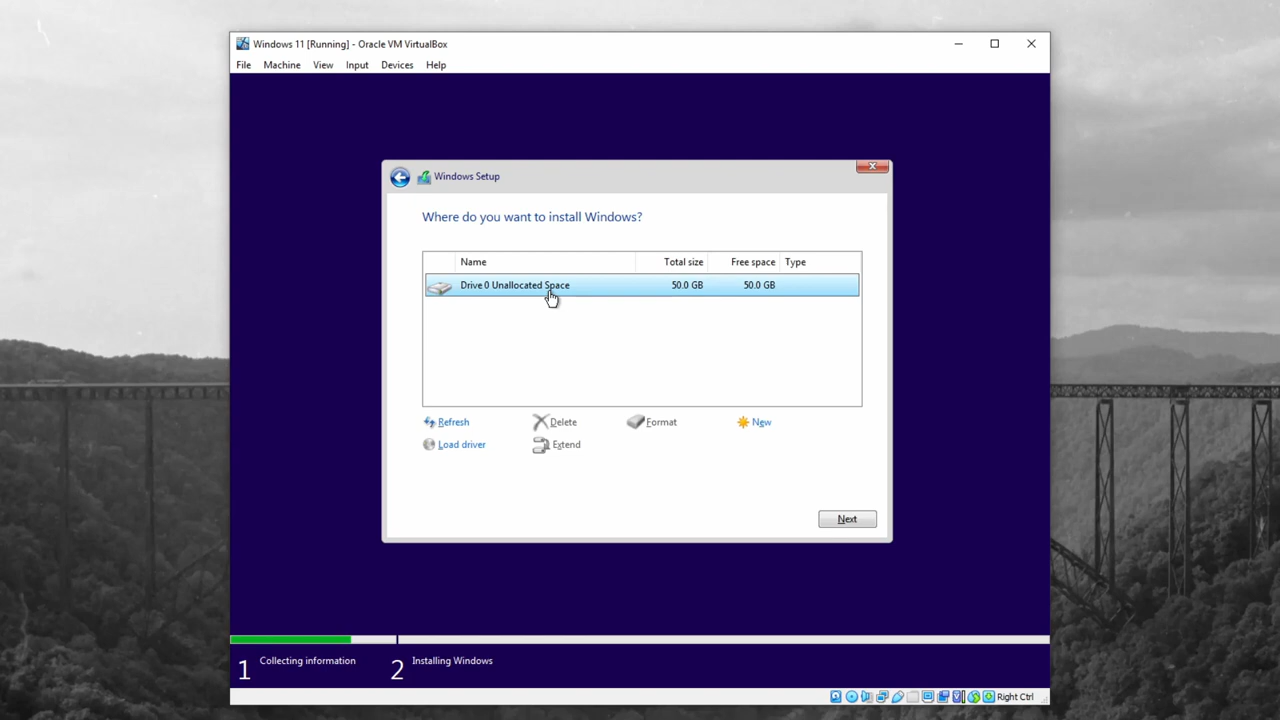 Windows 11 [Running] - Oracle VM VirtualBox
File Machine View Input Devices Help
Windows Setup
Where do you want to install Windows?
Name Total size Free space Type
Drive 0 Unallocated Space 50.0 GB 50.0 GB
Refresh Delete Format New
Load driver Extend
Next
1 Collecting information 2 Installing Windows
Right Ctrl